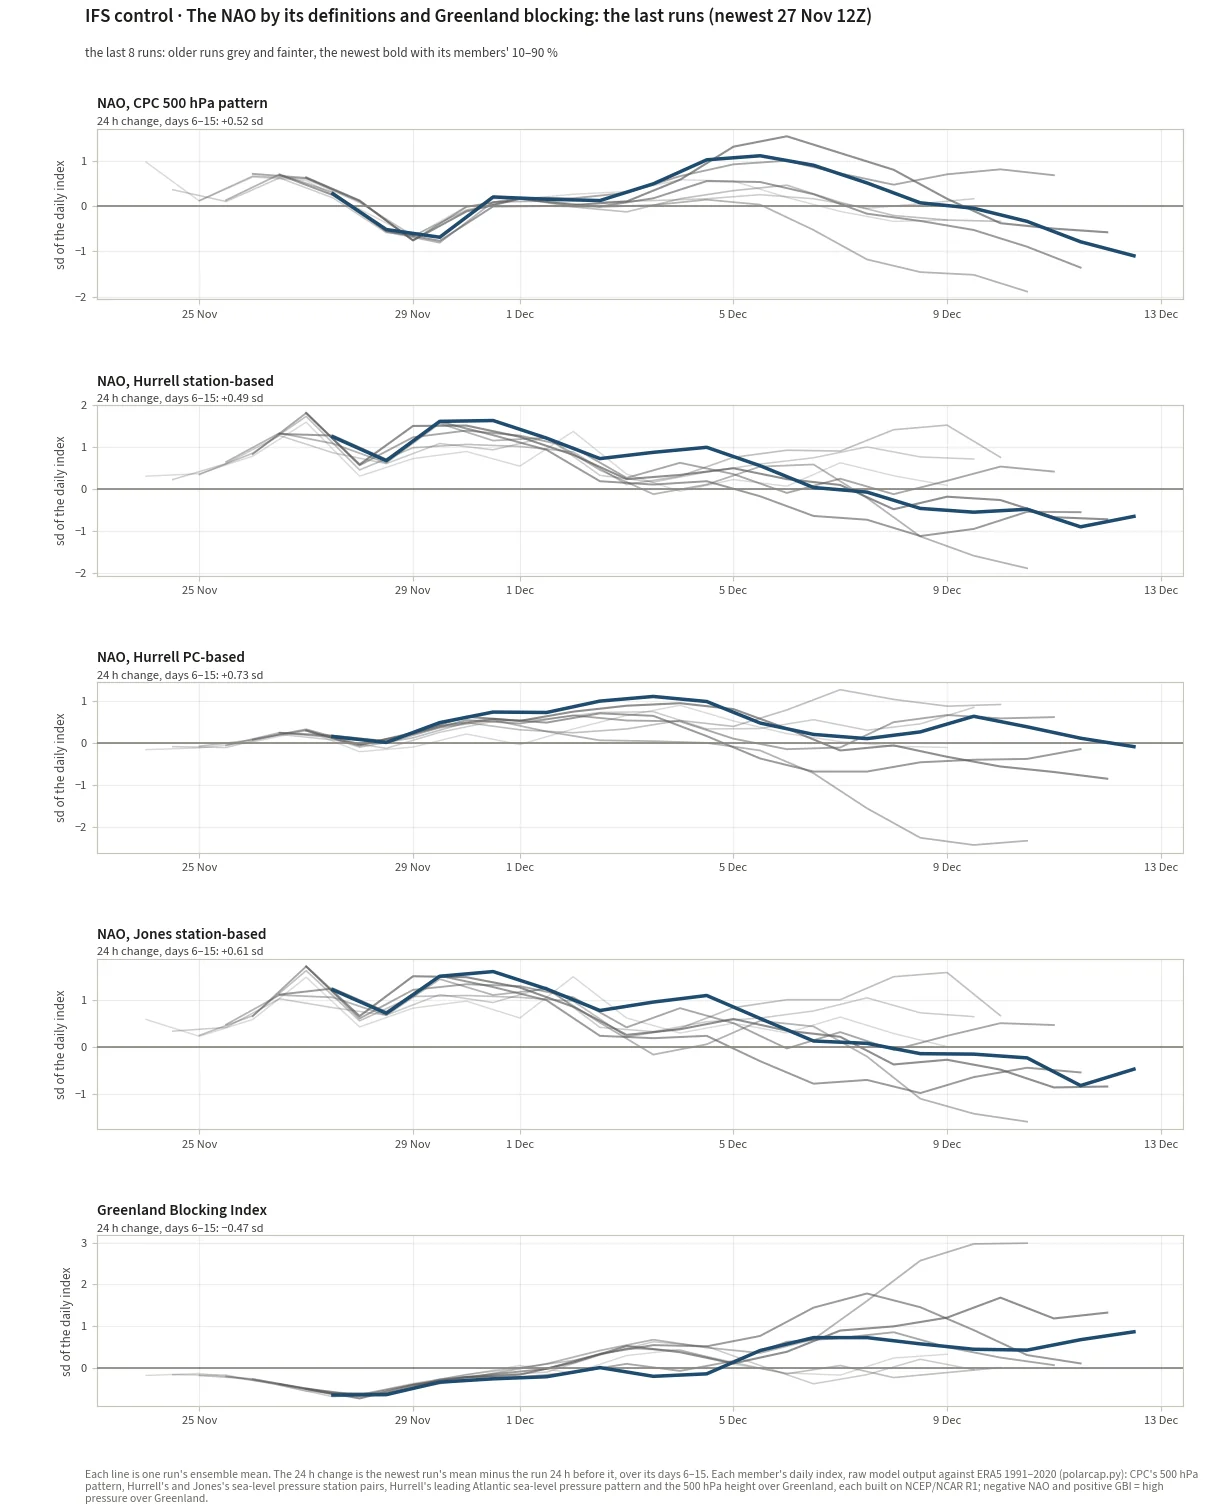 IFS control · The NAO by its definitions and Greenland blocking: the last runs (newest 27 Nov 12Z)
the last 8 runs: older runs grey and fainter, the newest bold with its members' 10–90 %
NAO, CPC 500 hPa pattern
24 h change, days 6–15: +0.52 sd
sd of the daily index
1
0
−1
−2
25 Nov
29 Nov
1 Dec
5 Dec
9 Dec
13 Dec
NAO, Hurrell station-based
24 h change, days 6–15: +0.49 sd
sd of the daily index
2
1
0
−1
−2
25 Nov
29 Nov
1 Dec
5 Dec
9 Dec
13 Dec
NAO, Hurrell PC-based
24 h change, days 6–15: +0.73 sd
sd of the daily index
1
0
−1
−2
25 Nov
29 Nov
1 Dec
5 Dec
9 Dec
13 Dec
NAO, Jones station-based
24 h change, days 6–15: +0.61 sd
sd of the daily index
1
0
−1
25 Nov
29 Nov
1 Dec
5 Dec
9 Dec
13 Dec
Greenland Blocking Index
24 h change, days 6–15: −0.47 sd
sd of the daily index
3
2
1
0
25 Nov
29 Nov
1 Dec
5 Dec
9 Dec
13 Dec
Each line is one run's ensemble mean. The 24 h change is the newest run's mean minus the run 24 h before it, over its days 6–15. Each member's daily index, raw model output against ERA5 1991–2020 (polarcap.py): CPC's 500 hPa
pattern, Hurrell's and Jones's sea-level pressure station pairs, Hurrell's leading Atlantic sea-level pressure pattern and the 500 hPa height over Greenland, each built on NCEP/NCAR R1; negative NAO and positive GBI = high
pressure over Greenland.